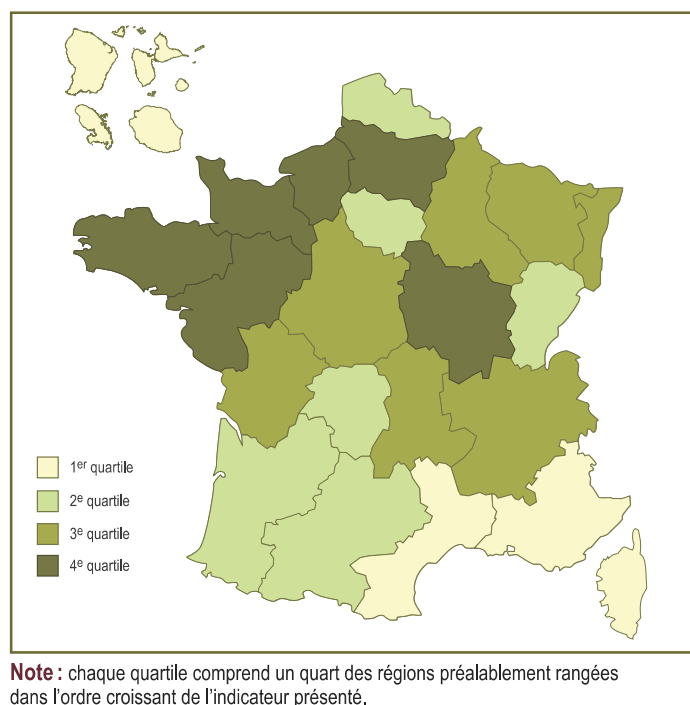 1er quartile
2e quartile
3e quartile
4e quartile
Note : chaque quartile comprend un quart des régions préalablement rangées
dans l'ordre croissant de l'indicateur présenté.